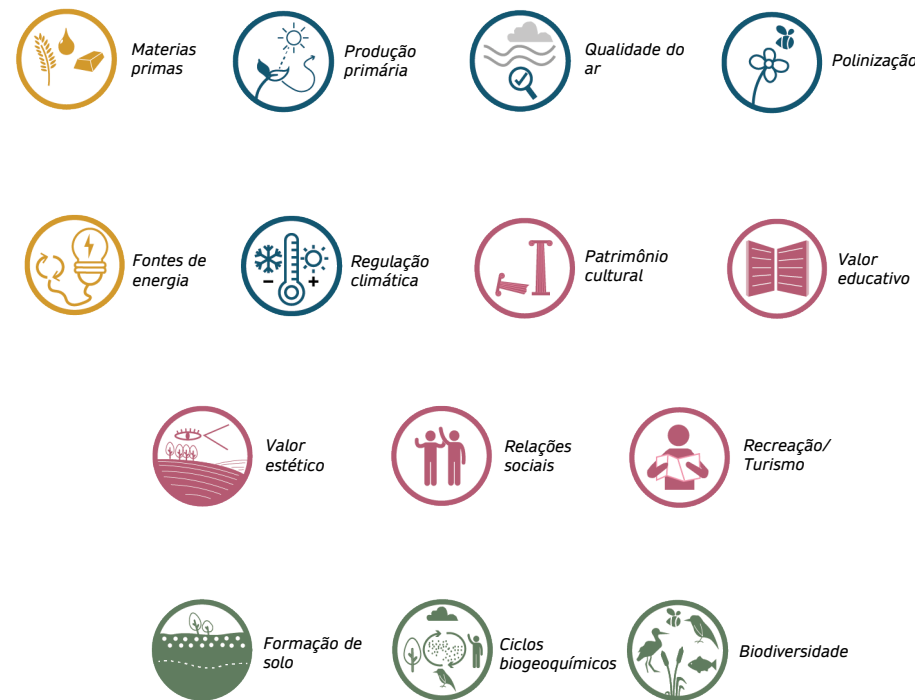 Materias
primas
Produção
primária
Qualidade do
ar
Polinização
Fontes de
energia
Regulação
climática
Patrimônio
cultural
Valor
educativo
Valor
estético
Relações
sociais
Recreação/
Turismo
Formação de
solo
Ciclos
biogeoquímicos
Biodiversidade